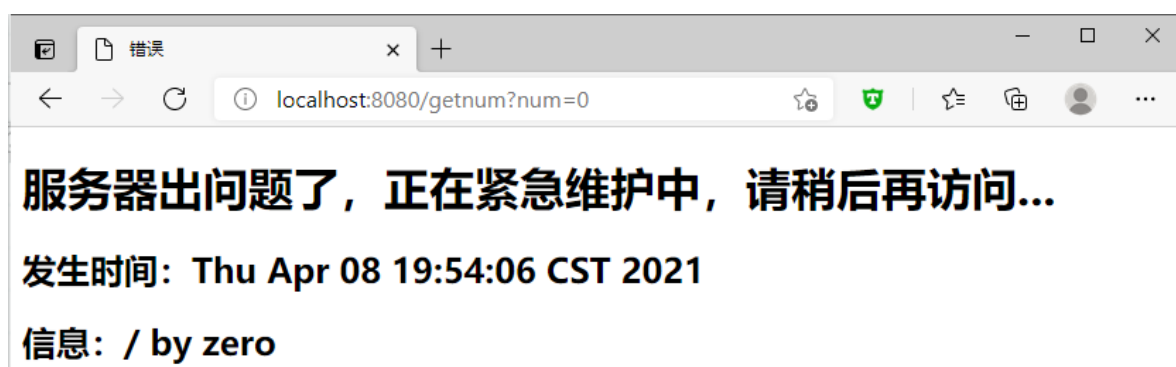 错误
localhost:8080/getnum?num=0
服务器出问题了，正在紧急维护中，请稍后再访问...
发生时间：Thu Apr 08 19:54:06 CST 2021
信息：/ by zero